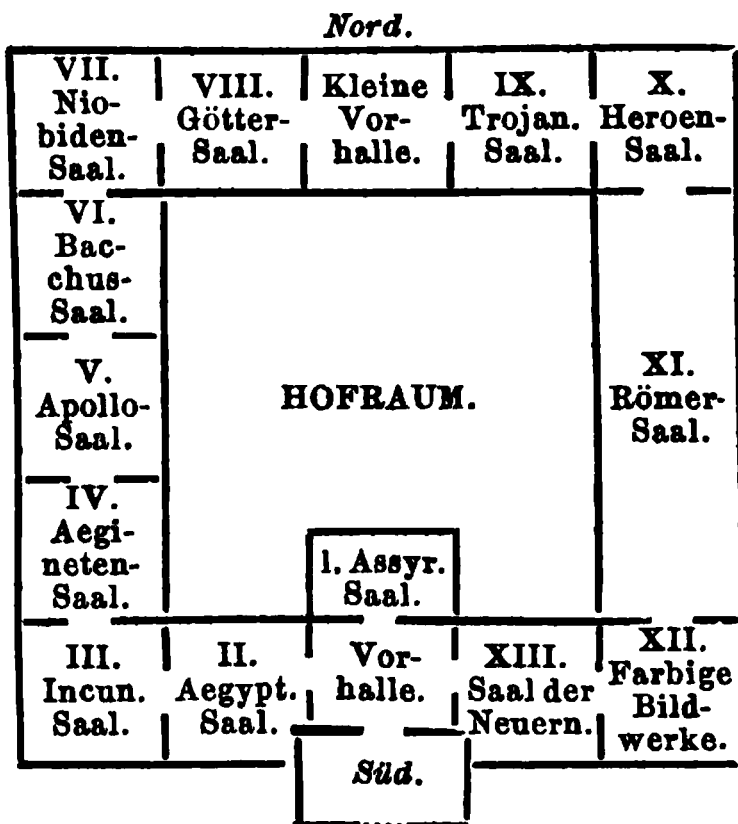 Nord.
VII.
Nio-
biden-
Saal.
VIII.
Götter-
Saal.
Kleine
Vor-
halle.
IX.
Trojan.
Saal.
X.
Heroen-
Saal.
VI.
Bac-
chus-
Saal.
V.
Apollo-
Saal.
HOFRAUM.
XI.
Römer-
Saal.
IV.
Aegi-
neten-
Saal.
I. Assyr.
Saal.
III.
Incun.
Saal.
II.
Aegypt.
Saal.
Vor-
halle.
XIII.
Saal der
Neuern.
XII.
Farbige
Bild-
werke.
Süd.